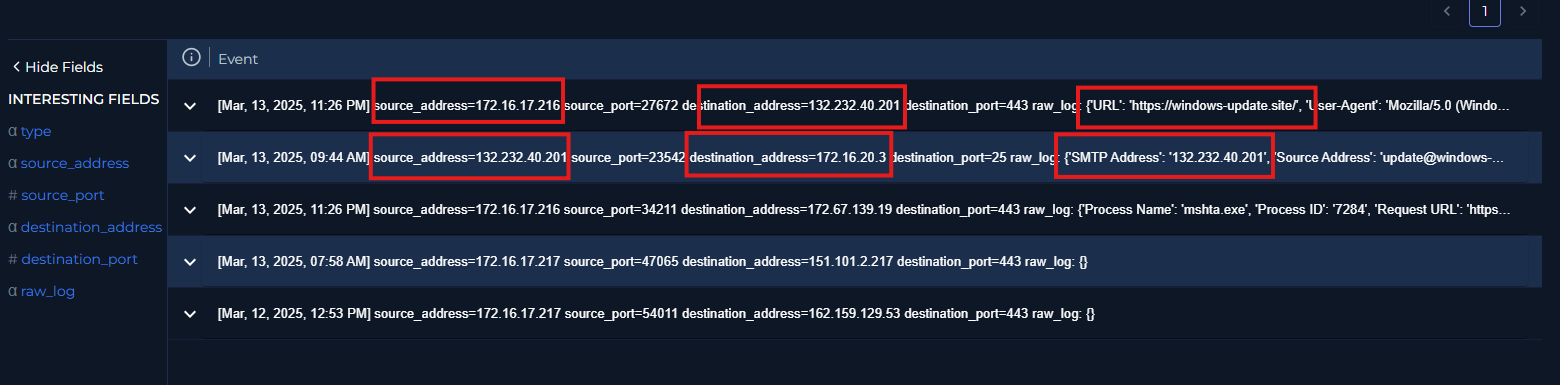 1
Hide Fields
Event
INTERESTING FIELDS
[Mar, 13, 2025, 11:26 PM] source_address=172.16.17.216 source_port=27672 destination_address=132.232.40.201 destination_port=443 raw_log: {'URL': 'https://windows-update.site/', 'User-Agent': 'Mozilla/5.0 (Windo...
α type
[Mar, 13, 2025, 09:44 AM] source_address=132.232.40.201 source_port=23542 destination_address=172.16.20.3 destination_port=25 raw_log: {'SMTP Address': '132.232.40.201', 'Source Address': 'update@windows-...
α source_address
# source_port
[Mar, 13, 2025, 11:26 PM] source_address=172.16.17.216 source_port=34211 destination_address=172.67.139.19 destination_port=443 raw_log: {'Process Name': 'mshta.exe', 'Process ID': '7284', 'Request URL': 'https...
α destination_address
# destination_port
[Mar, 13, 2025, 07:58 AM] source_address=172.16.17.217 source_port=47065 destination_address=151.101.2.217 destination_port=443 raw_log: {}
α raw_log
[Mar, 12, 2025, 12:53 PM] source_address=172.16.17.217 source_port=54011 destination_address=162.159.129.53 destination_port=443 raw_log: {}